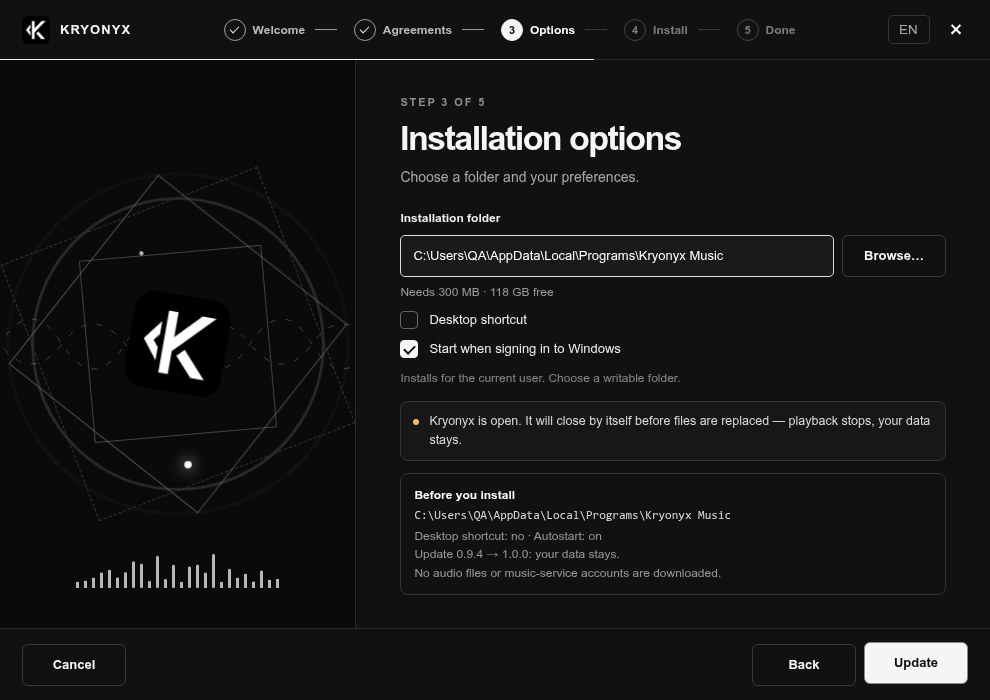 KRYONYX
Welcome
Agreements
3 Options
4 Install
5 Done
EN
STEP 3 OF 5
Installation options
Choose a folder and your preferences.
Installation folder
C:\Users\QA\AppData\Local\Programs\Kryonyx Music
Browse...
Needs 300 MB · 118 GB free
Desktop shortcut
Start when signing in to Windows
Installs for the current user. Choose a writable folder.
Kryonyx is open. It will close by itself before files are replaced — playback stops, your data
stays.
Before you install
C:\Users\QA\AppData\Local\Programs\Kryonyx Music
Desktop shortcut: no · Autostart: on
Update 0.9.4 → 1.0.0: your data stays.
No audio files or music-service accounts are downloaded.
Cancel
Back
Update